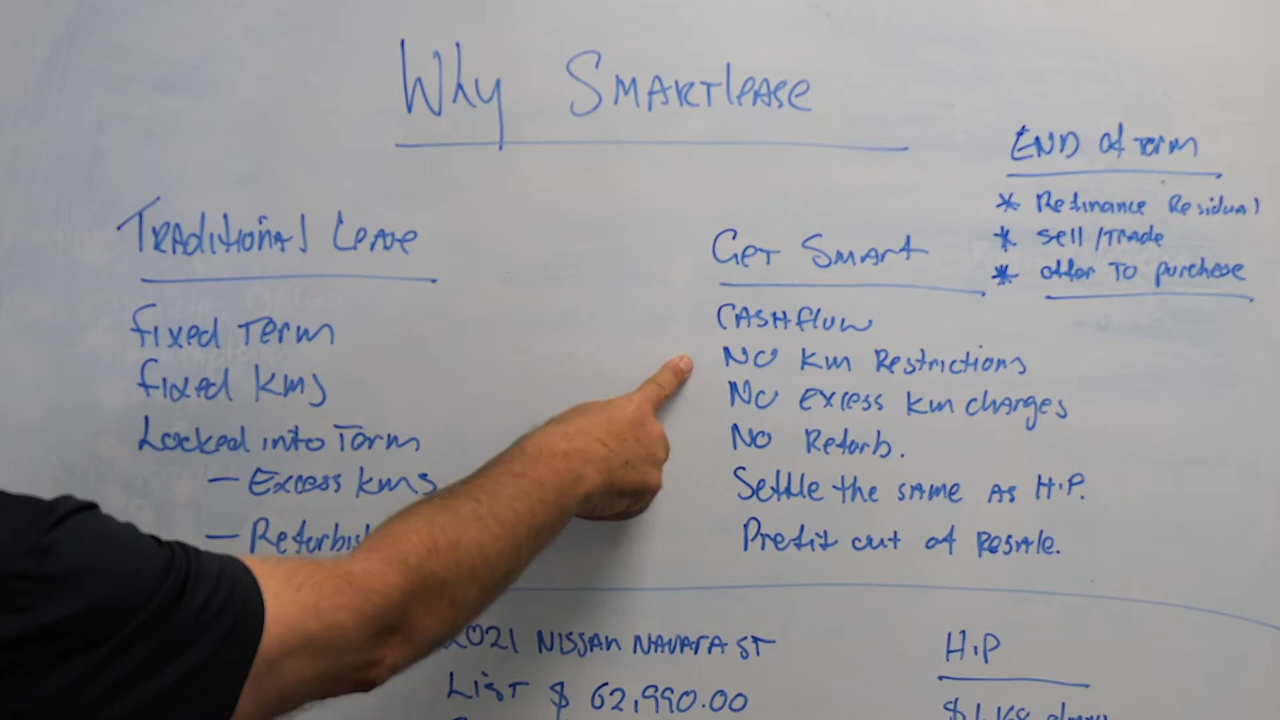 Why Smartlease
END of Term
* Refinance Residual
* Sell/Trade
* offer To purchase
Traditional Lease
fixed Term
fixed Kms
Locked into Term
- Excess kms
- Refurbish
Get Smart
Cashflow
No Km Restrictions
No Excess Km charges
No Refurb.
Settle the same as H.P.
Profit out of Resale.
2021 Nissan Navara ST
List $ 62,990.00
H.P